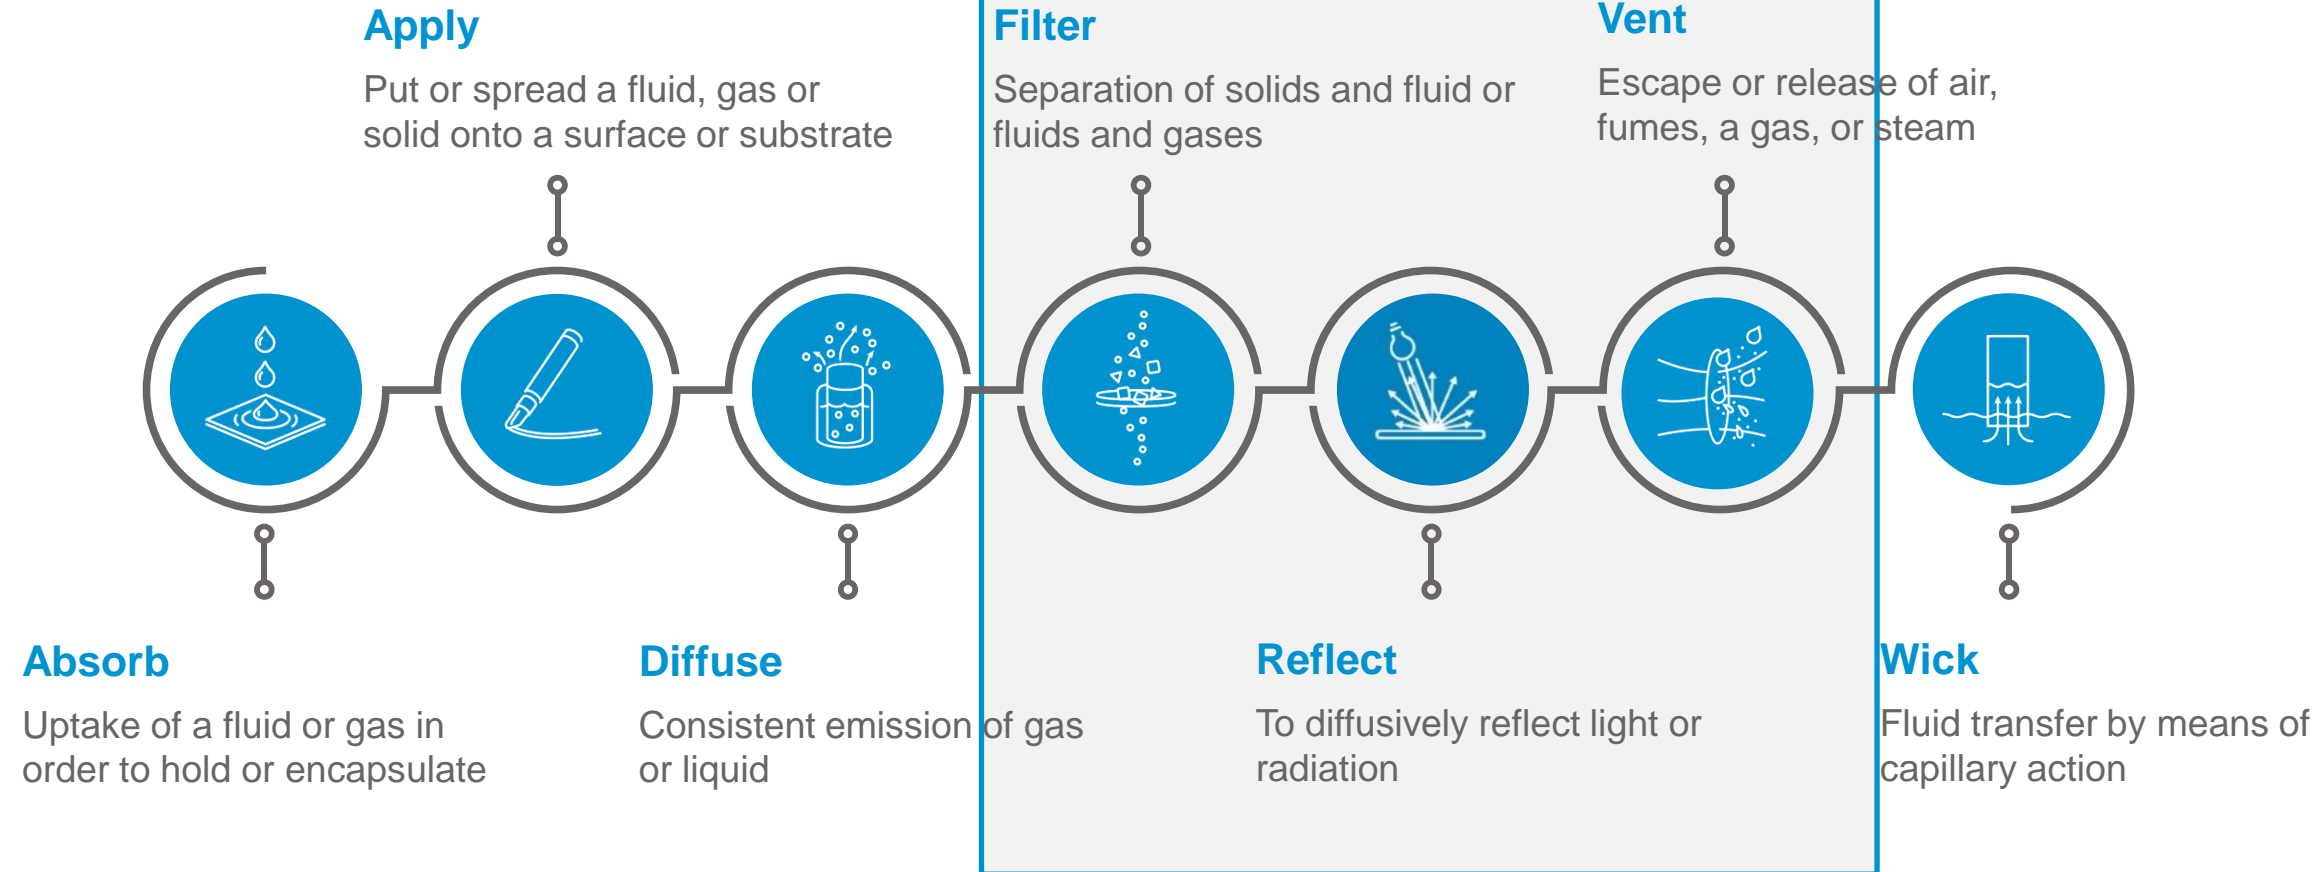 Apply
Put or spread a fluid, gas or
solid onto a surface or substrate
Filter
Separation of solids and fluid or
fluids and gases
Vent
Escape or release of air,
fumes, a gas, or steam
Absorb
Uptake of a fluid or gas in
order to hold or encapsulate
Diffuse
Consistent emission of gas
or liquid
Reflect
To diffusively reflect light or
radiation
Wick
Fluid transfer by means of
capillary action